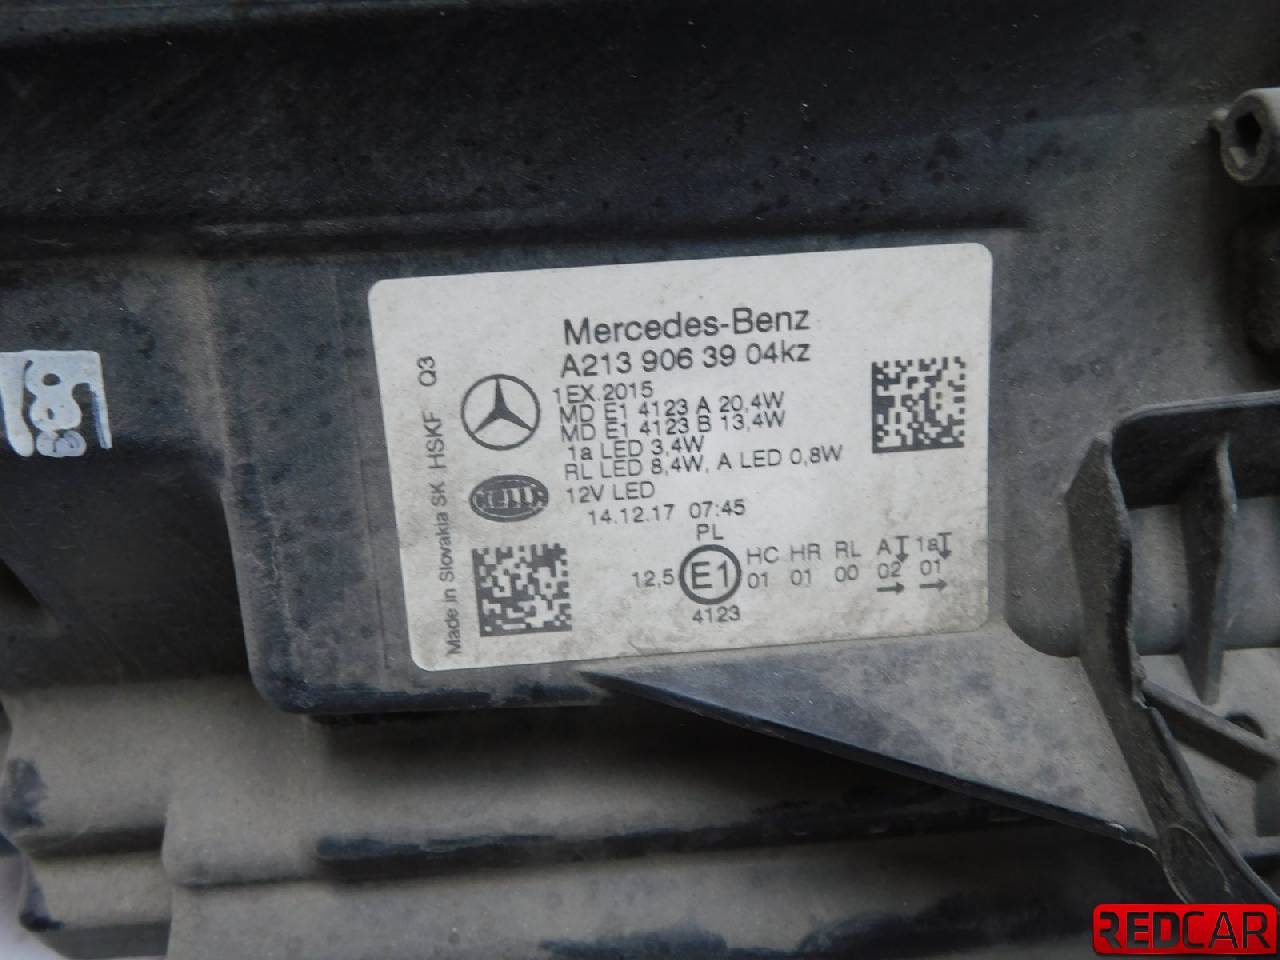 Mercedes-Benz
A213 906 39 04kz
1EX.2015
MD E1 4123 A 20,4W
MD E1 4123 B 13,4W
1a LED 3,4W
RL LED 8,4W, A LED 0,8W
12V LED
14.12.17 07:45
PL
HC HR RL A 1a
12,5 E1 01 01 00 02 01
4123
Made in Slovakia SK HSKF Q3
HELLA
REDCAR